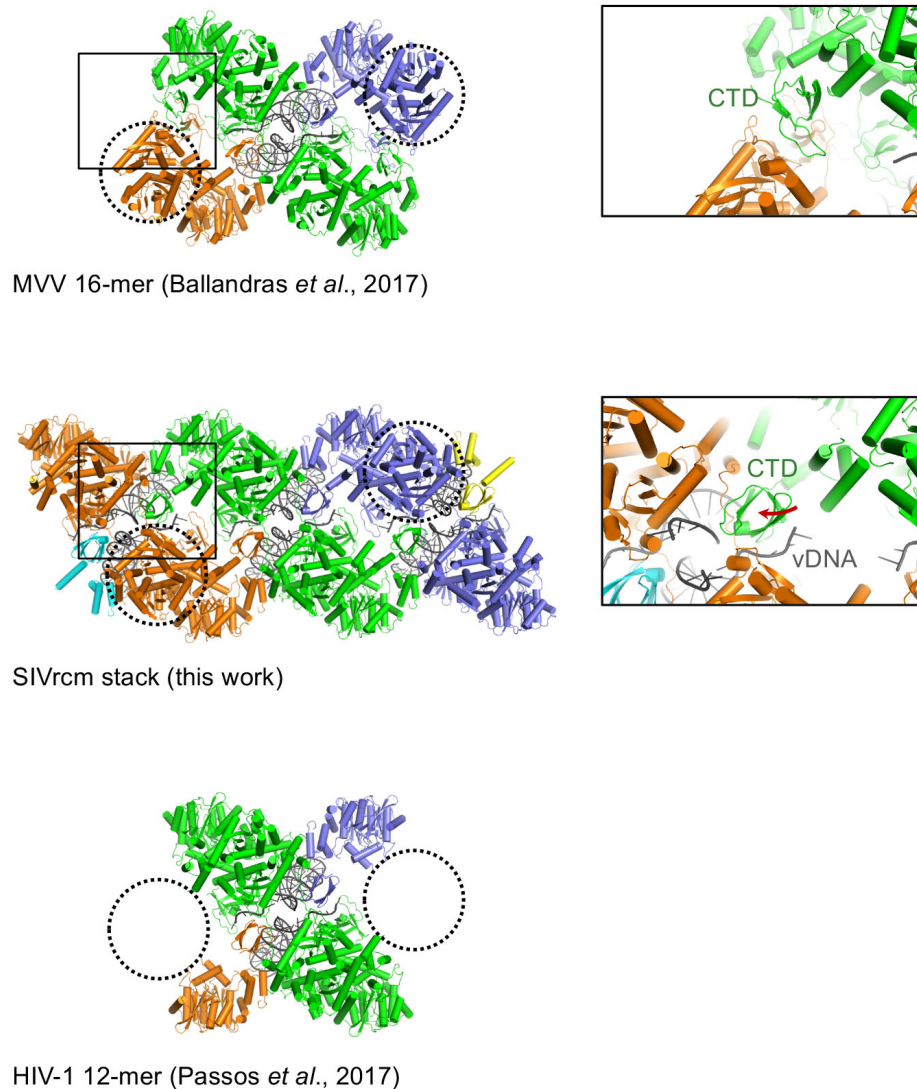 CTD
MVV 16-mer (Ballandras et al., 2017)
CTD
vDNA
SIVrcm stack (this work)
HIV-1 12-mer (Passos et al., 2017)